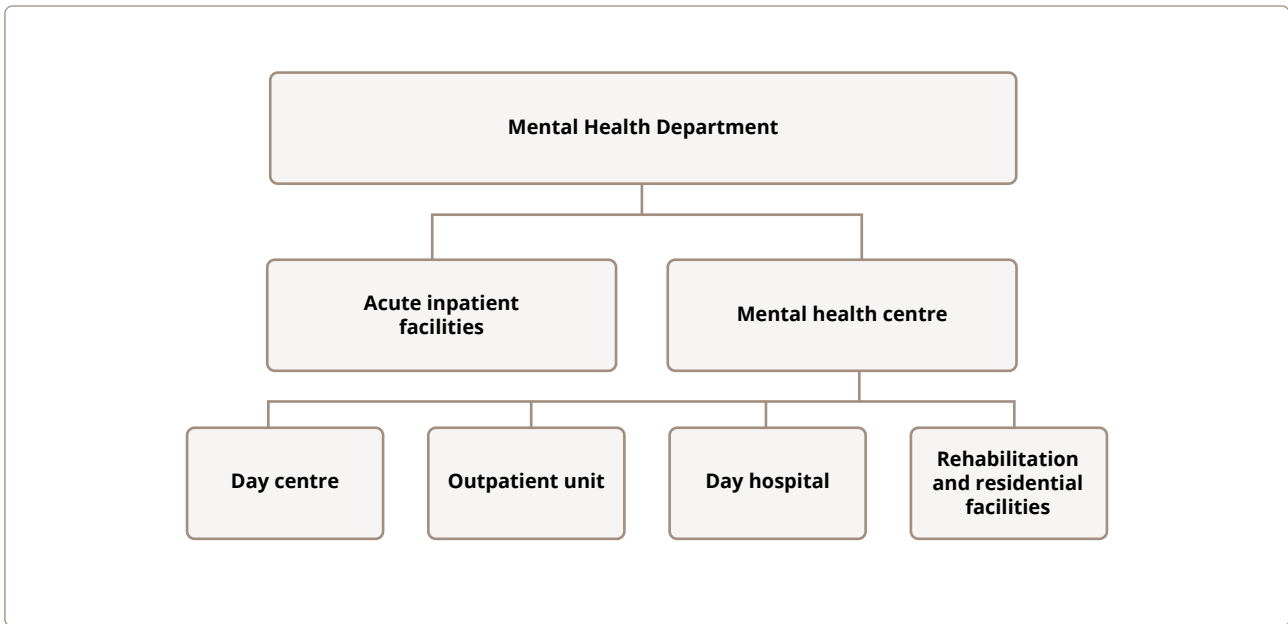 Mental Health Department
Acute inpatient
facilities
Mental health centre
Day centre
Outpatient unit
Day hospital
Rehabilitation
and residential
facilities